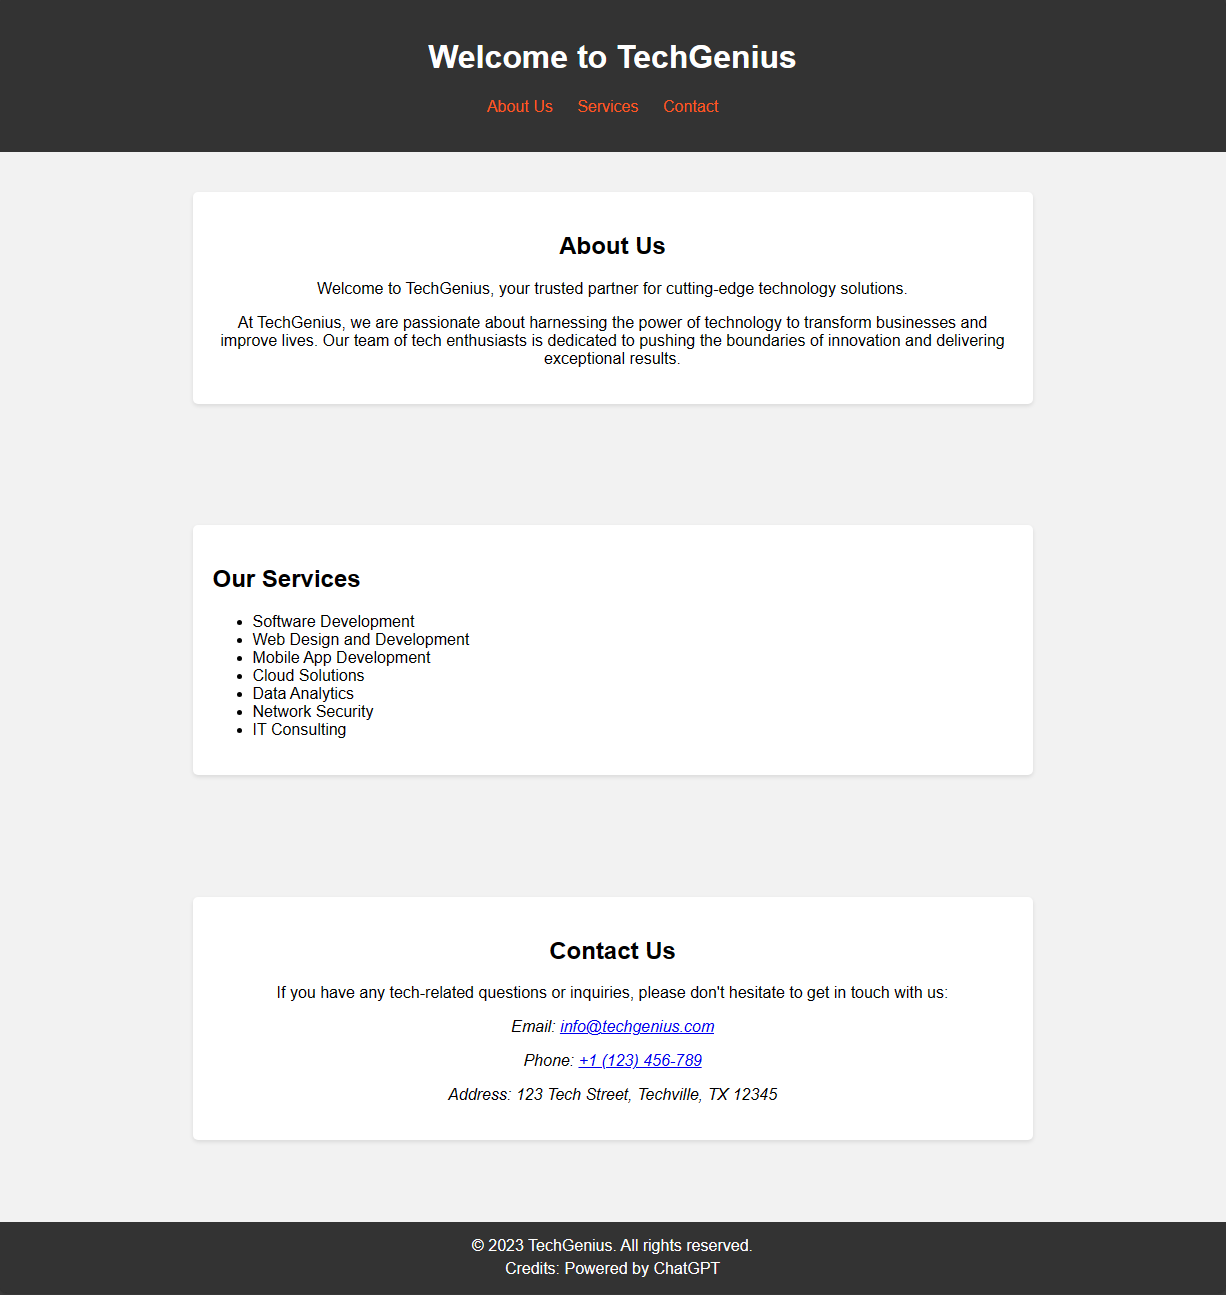 Welcome to TechGenius
About Us Services Contact
About Us
Welcome to TechGenius, your trusted partner for cutting-edge technology solutions.
At TechGenius, we are passionate about harnessing the power of technology to transform businesses and
improve lives. Our team of tech enthusiasts is dedicated to pushing the boundaries of innovation and delivering
exceptional results.
Our Services
• Software Development
• Web Design and Development
• Mobile App Development
• Cloud Solutions
• Data Analytics
• Network Security
• IT Consulting
Contact Us
If you have any tech-related questions or inquiries, please don't hesitate to get in touch with us:
Email: info@techgenius.com
Phone: +1 (123) 456-789
Address: 123 Tech Street, Techville, TX 12345
© 2023 TechGenius. All rights reserved.
Credits: Powered by ChatGPT